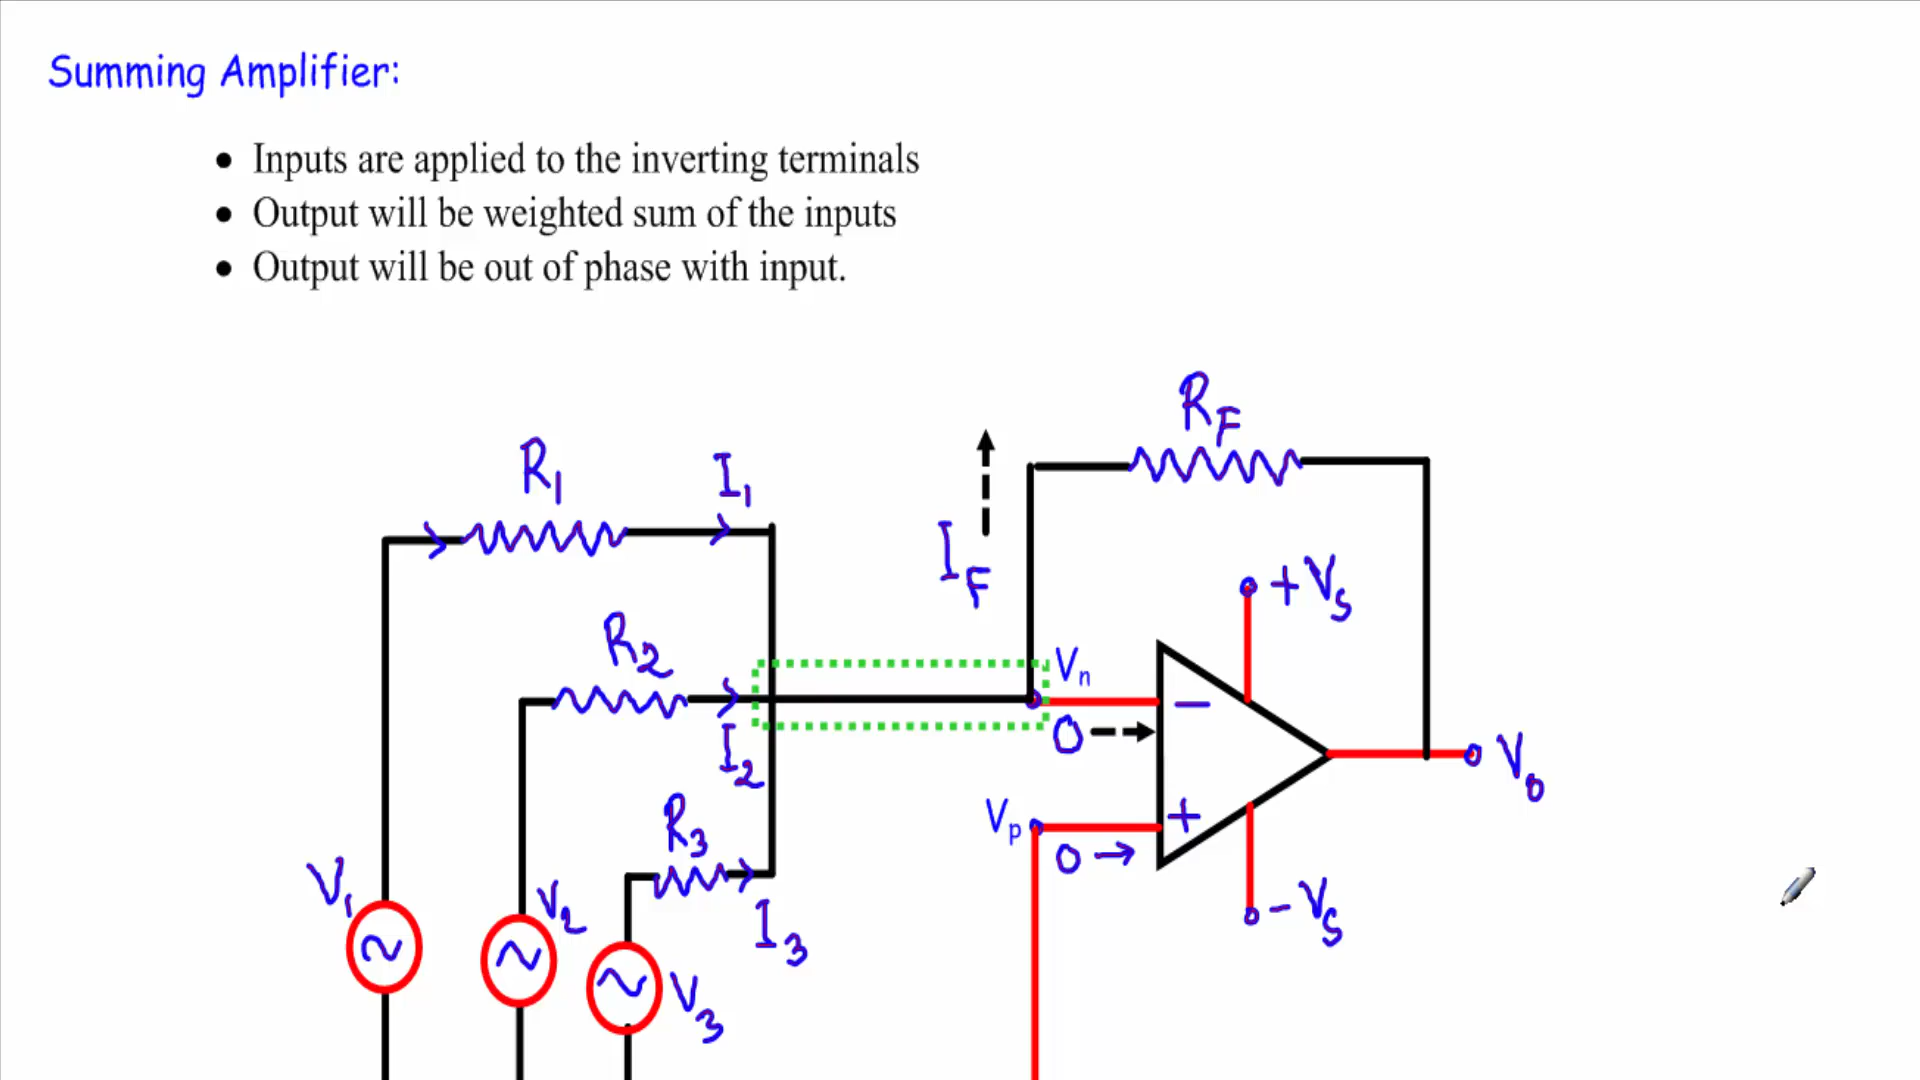 Summing Amplifier:
• Inputs are applied to the inverting terminals
• Output will be weighted sum of the inputs
• Output will be out of phase with input.
R_F
R_1
I_1
I_F
+V_S
R_2
V_n
−
0
I_2
V_0
R_3
V_p
+
0
V_1
V_2
I_3
-V_S
V_3